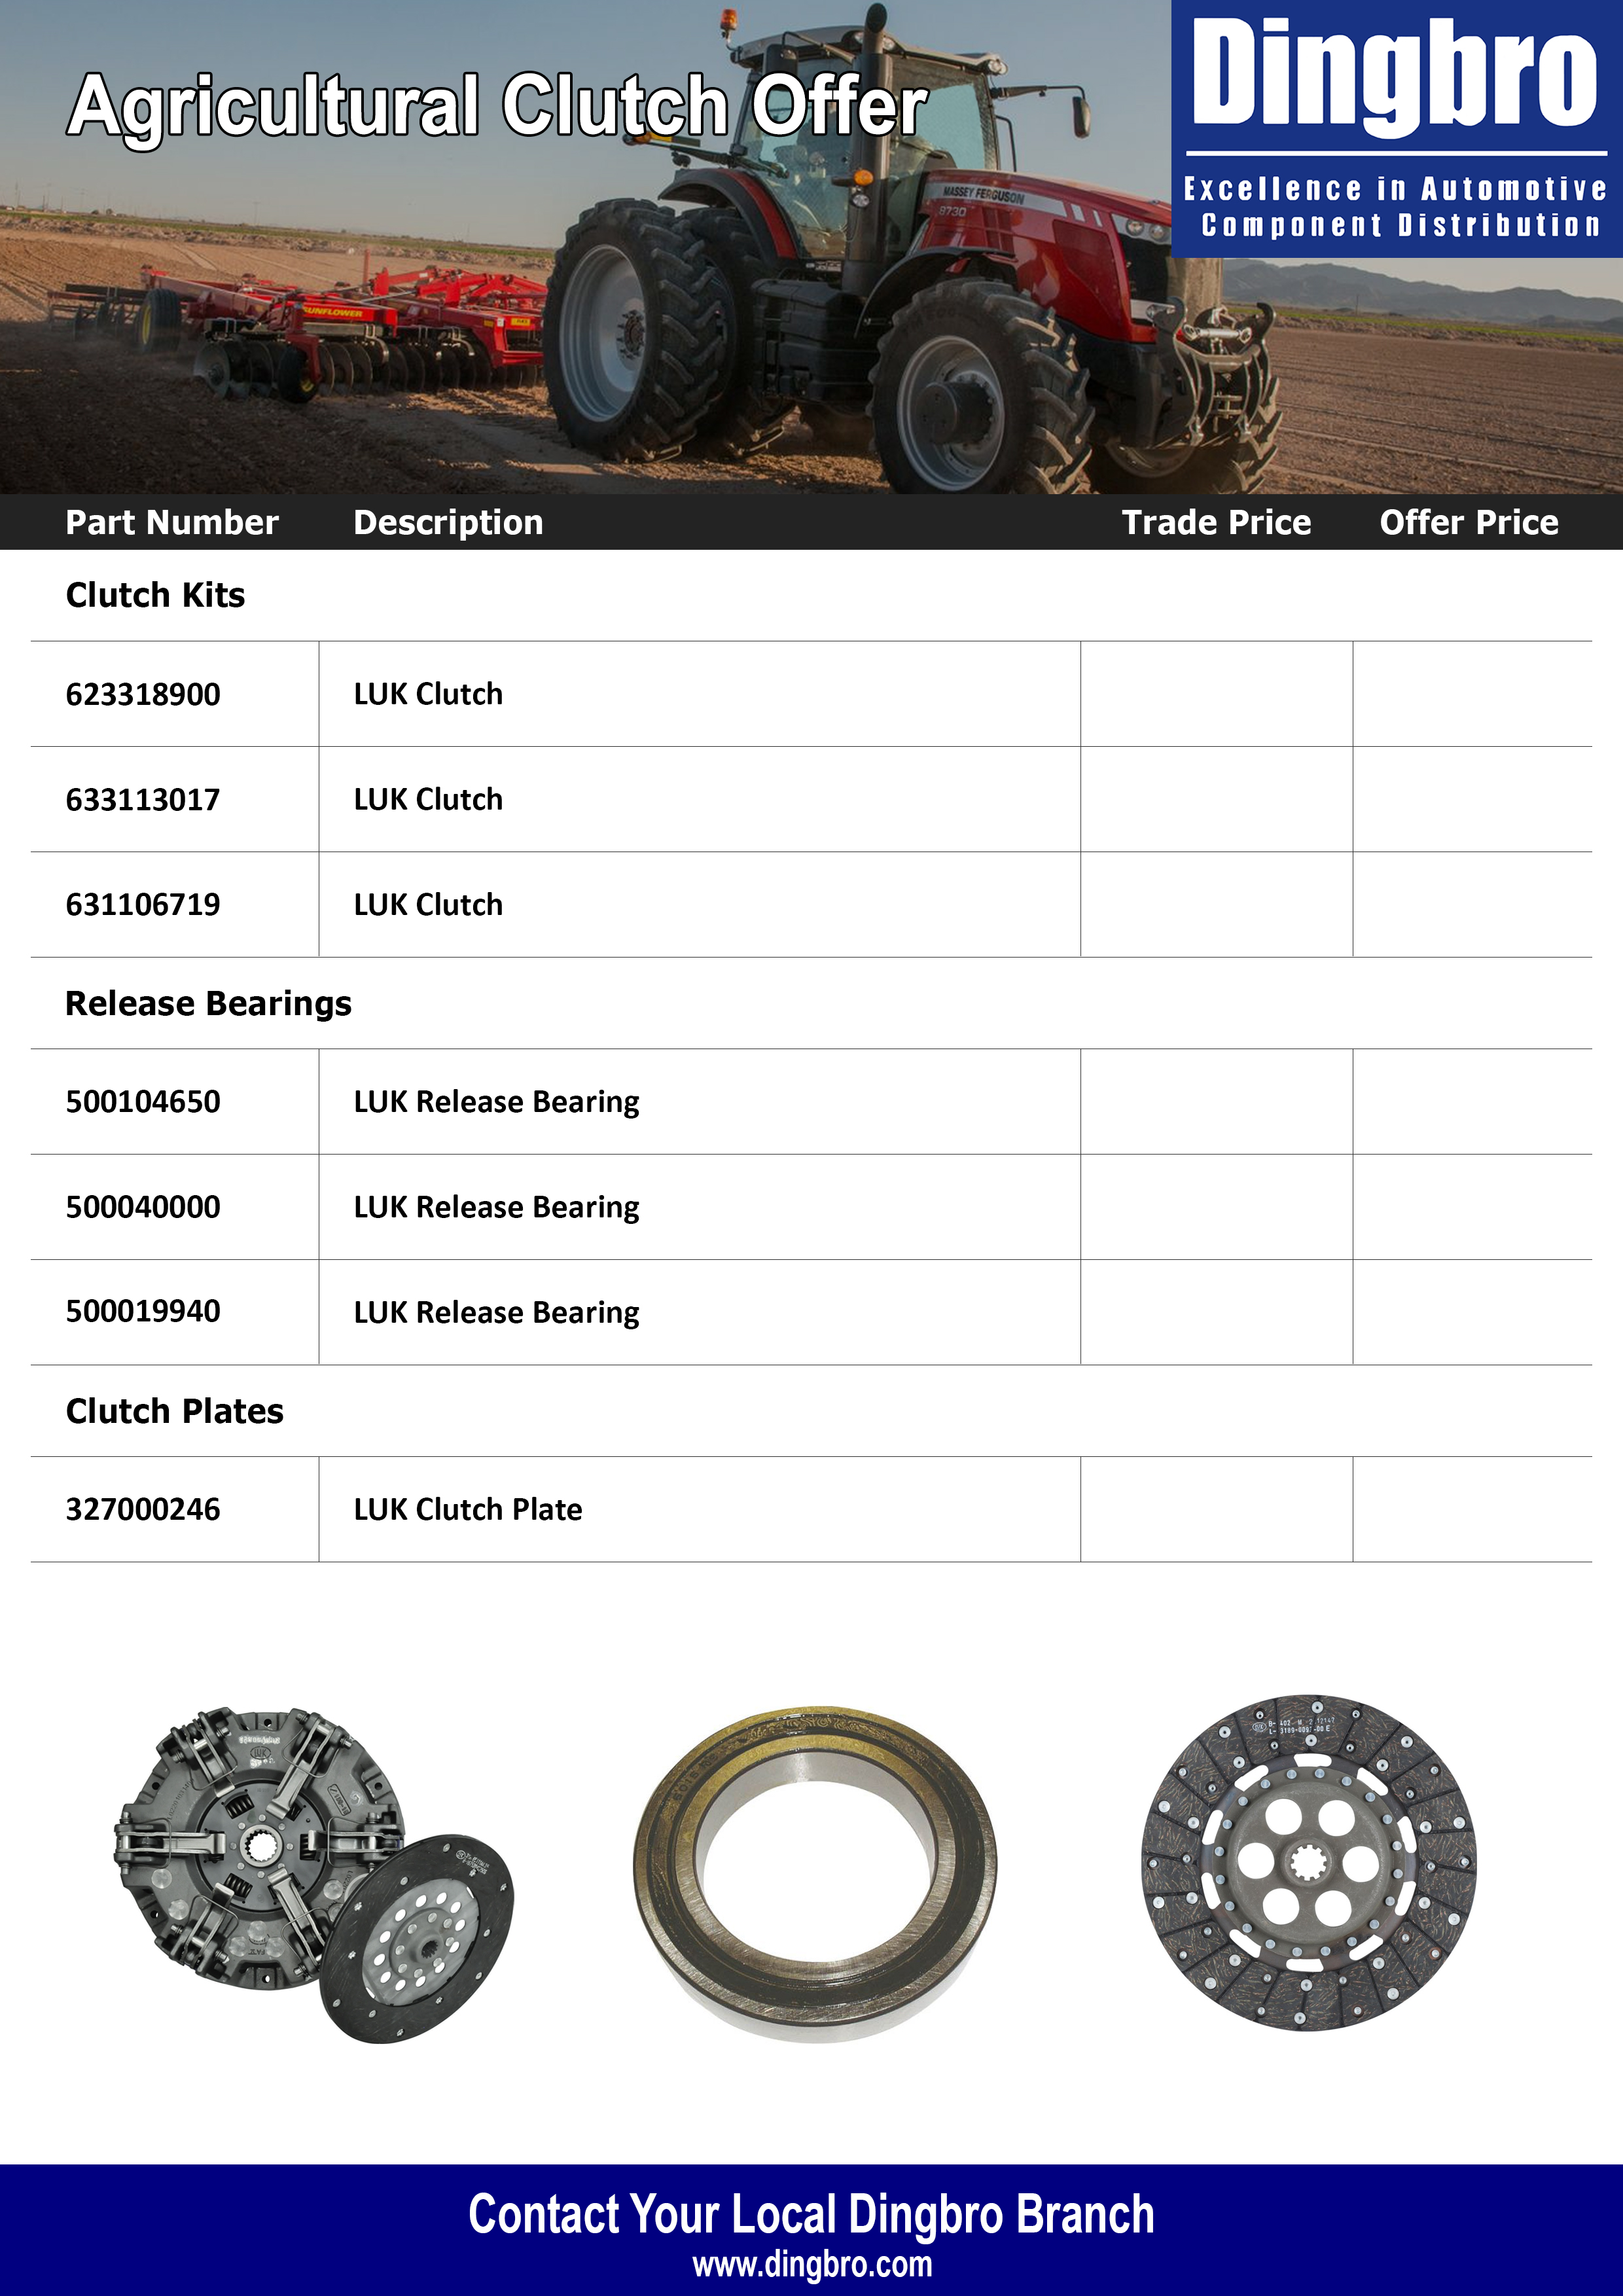 Agricultural Clutch Offer
Dingbro
Excellence in Automotive
Component Distribution
MASSEY FERGUSON
8730
SUNFLOWER
Part Number Description Trade Price Offer Price
Clutch Kits
623318900 LUK Clutch
633113017 LUK Clutch
631106719 LUK Clutch
Release Bearings
500104650 LUK Release Bearing
500040000 LUK Release Bearing
500019940 LUK Release Bearing
Clutch Plates
327000246 LUK Clutch Plate
LUK
Contact Your Local Dingbro Branch
www.dingbro.com